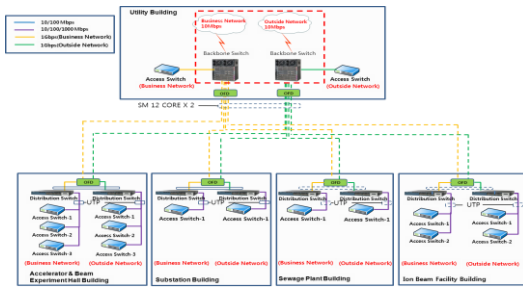 10/100 Mbps
10/100/1000Mbps
1Gbps(Business Network)
1Gbps(Outside Network)
Utility Building
Business Network
10Mbps
Outside Network
10Mbps
Backbone Switch
Backbone Switch
Access Switch
(Business Network)
Access Switch
(Outside Network)
OFD
OFD
SM 12 CORE X 2
OFD
Distribution Switch
Distribution Switch
UTP
Access Switch-1
Access Switch-1
Access Switch-2
Access Switch-2
Access Switch-3
Access Switch-3
(Business Network)
(Outside Network)
Accelerator & Beam
Experiment Hall Building
OFD
Distribution Switch
Distribution Switch
UTP
Access Switch-1
Access Switch-1
(Business Network)
(Outside Network)
Substation Building
OFD
Distribution Switch
Distribution Switch
UTP
Access Switch-1
Access Switch-1
(Business Network)
(Outside Network)
Sewage Plant Building
OFD
Distribution Switch
Distribution Switch
UTP
Access Switch-1
Access Switch-1
Access Switch-2
Access Switch-2
(Business Network)
(Outside Network)
Ion Beam Facility Building